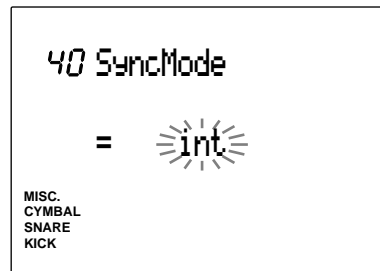 40 SyncMode
= int
MISC.
CYMBAL
SNARE
KICK